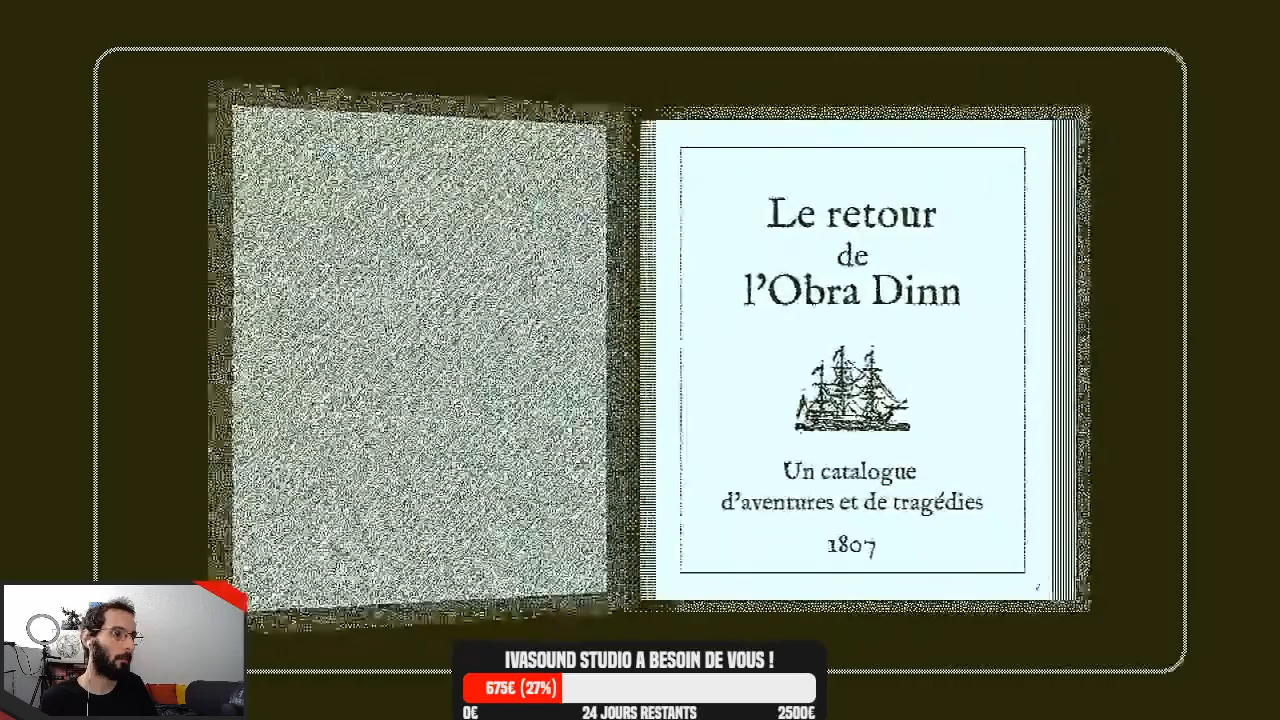 Le retour
de
l'Obra Dinn
Un catalogue
d'aventures et de tragédies
1807
IVASOUND STUDIO A BESOIN DE VOUS !
675€ (27%)
0€ 24 JOURS RESTANTS 2500€